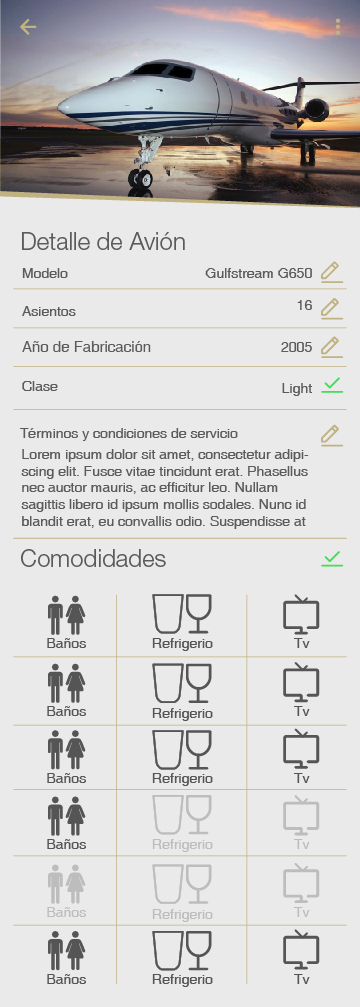 Detalle de Avión
Modelo Gulfstream G650
Asientos 16
Año de Fabricación 2005
Clase Light
Términos y condiciones de servicio
Lorem ipsum dolor sit amet, consectetur adipi-
scing elit. Fusce vitae tincidunt erat. Phasellus
nec auctor mauris, ac efficitur leo. Nullam
sagittis libero id ipsum mollis sodales. Nunc id
blandit erat, eu convallis odio. Suspendisse at
Comodidades
Baños Refrigerio Tv
Baños Refrigerio Tv
Baños Refrigerio Tv
Baños Refrigerio Tv
Baños Refrigerio Tv
Baños Refrigerio Tv